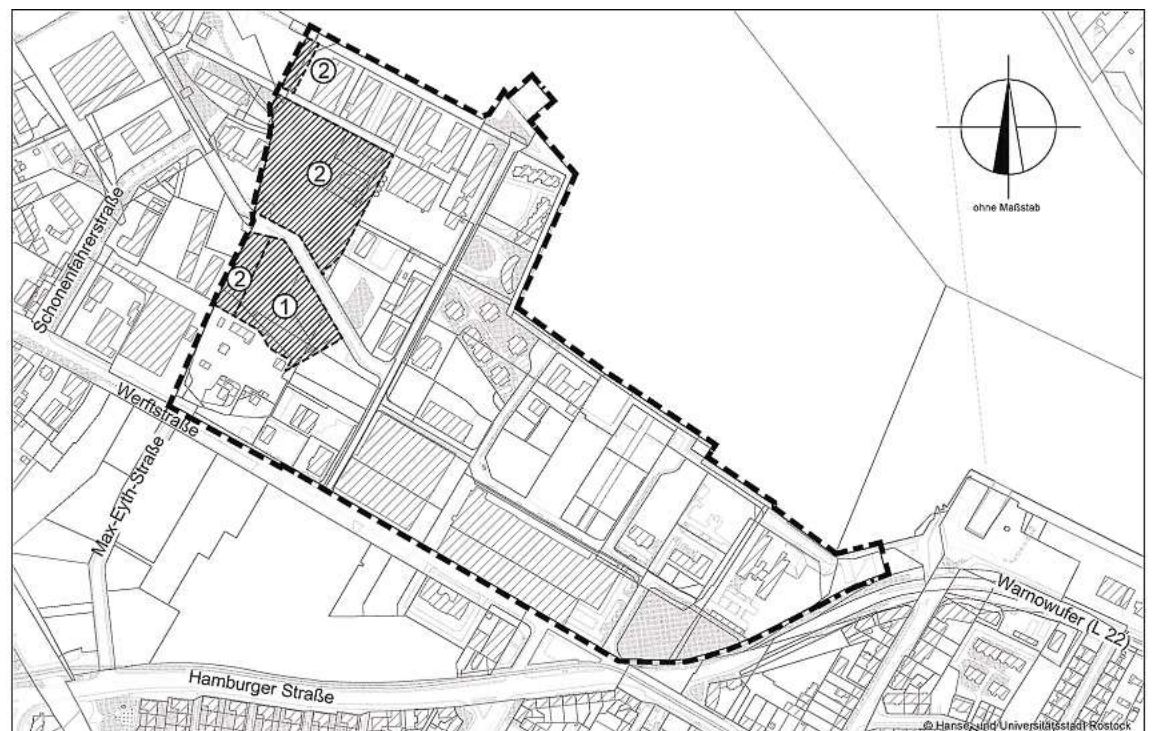 2
2
ohne Maßstab
Schonenfahrerstraße
2
1
Werftstraße
Max-Eyth-Straße
Warnowufer (L 22)
Hamburger Straße
© Hanse- und Universitätsstadt Rostock